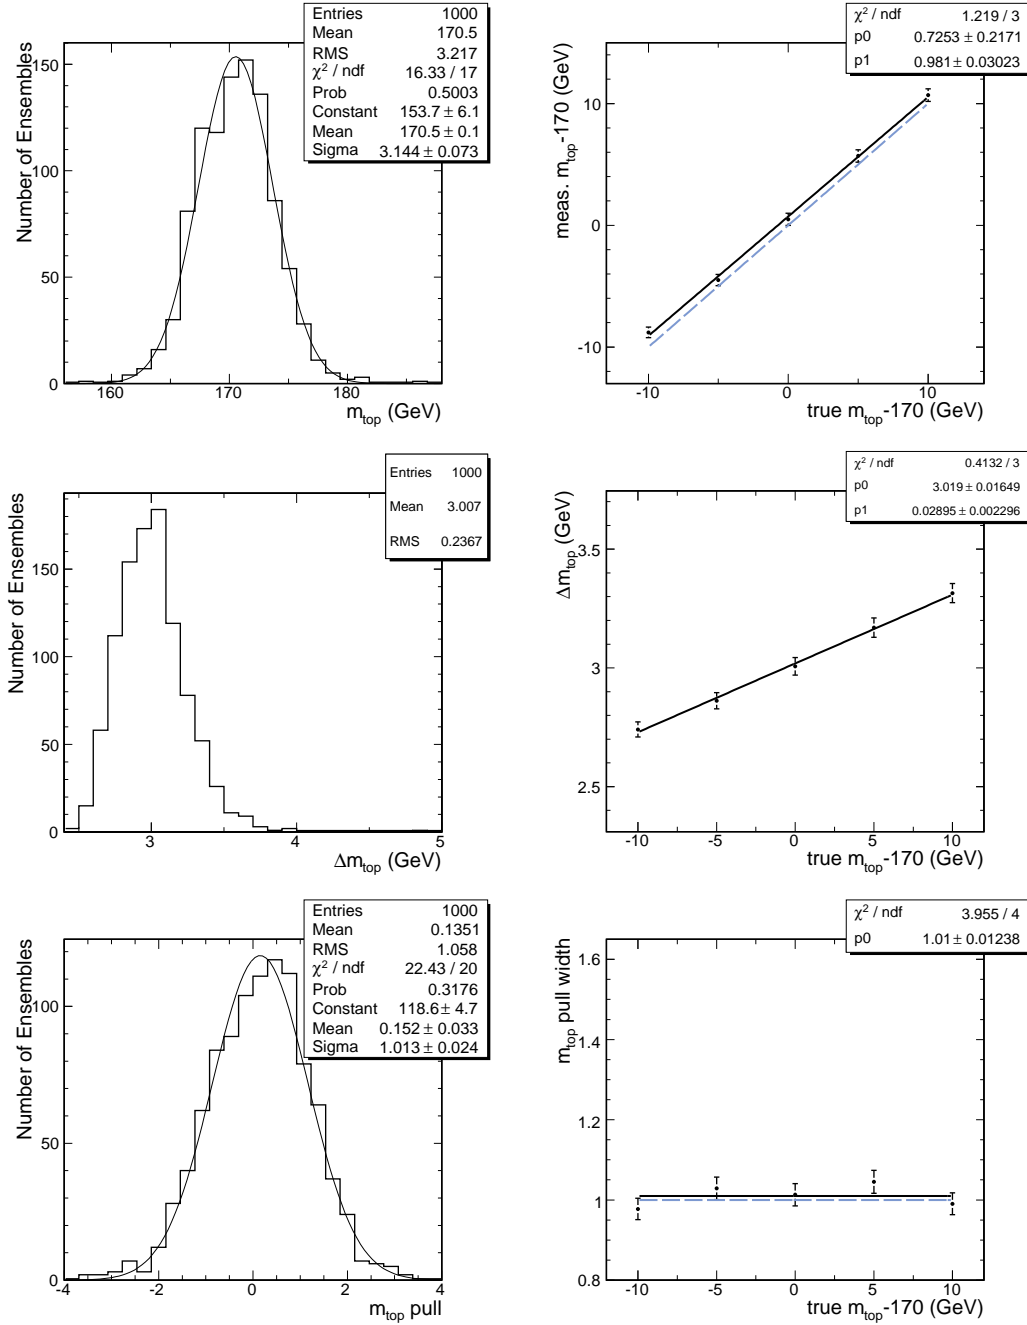 Entries 1000
Mean 170.5
RMS 3.217
χ² / ndf 16.33 / 17
Prob 0.5003
Constant 153.7 ± 6.1
Mean 170.5 ± 0.1
Sigma 3.144 ± 0.073
Number of Ensembles
150
100
50
0
160 170 180
m_top (GeV)
χ² / ndf 1.219 / 3
p0 0.7253 ± 0.2171
p1 0.981 ± 0.03023
meas. m_top-170 (GeV)
10
0
-10
-10 -5 0 5 10
true m_top-170 (GeV)
Entries 1000
Mean 3.007
RMS 0.2367
Number of Ensembles
150
100
50
0
3 4 5
Δm_top (GeV)
χ² / ndf 0.4132 / 3
p0 3.019 ± 0.01649
p1 0.02895 ± 0.002296
Δm_top (GeV)
3.5
3
2.5
-10 -5 0 5 10
true m_top-170 (GeV)
Entries 1000
Mean 0.1351
RMS 1.058
χ² / ndf 22.43 / 20
Prob 0.3176
Constant 118.6 ± 4.7
Mean 0.152 ± 0.033
Sigma 1.013 ± 0.024
Number of Ensembles
100
50
0
-4 -2 0 2 4
m_top pull
χ² / ndf 3.955 / 4
p0 1.01 ± 0.01238
m_top pull width
1.6
1.4
1.2
1
0.8
-10 -5 0 5 10
true m_top-170 (GeV)